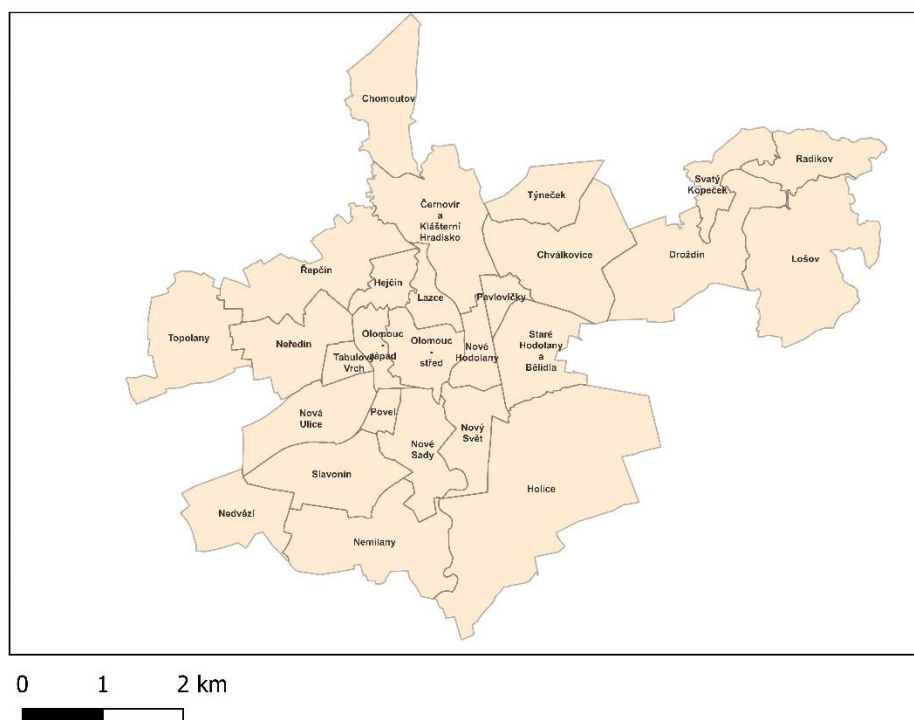 Chomoutov
Radíkov
Svatý
Kopeček
Týneček
Černovír
a
Klášterní
Hradisko
Chválkovice
Droždín
Lošov
Řepčín
Hejčín
Lazce
Pavlovičky
Topolany
Neředín
Olomouc
-
západ
Olomouc
-
střed
Nové
Hodolany
Staré
Hodolany
a
Bělidla
Tabulový
Vrch
Nová
Ulice
Povel
Nové
Sady
Nový
Svět
Slavonín
Holice
Nedvězí
Nemilany
0 1 2 km